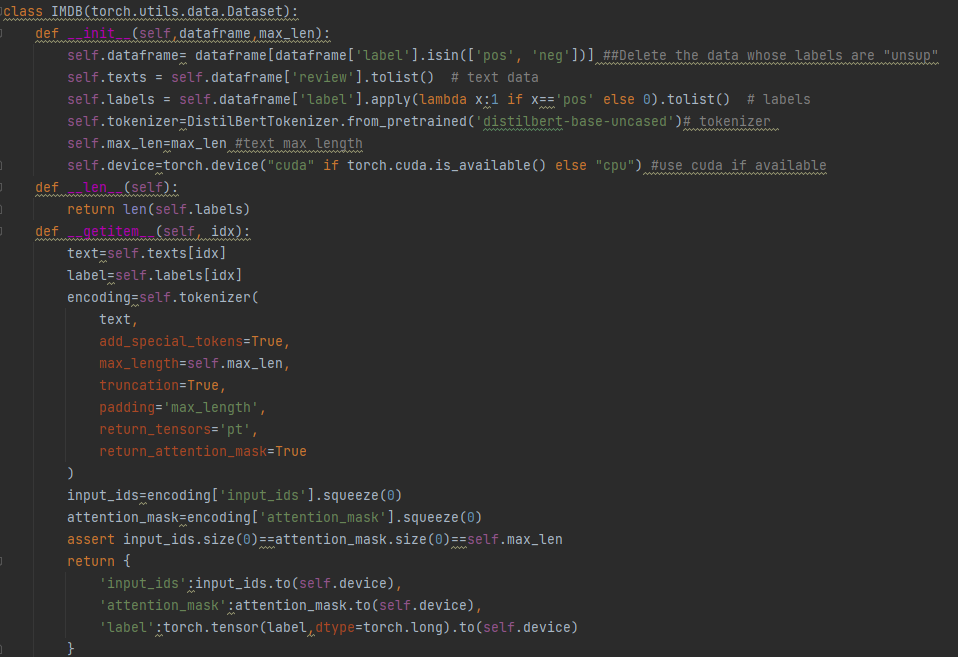 class IMDB(torch.utils.data.Dataset):
    def __init__(self,dataframe,max_len):
        self.dataframe= dataframe[dataframe['label'].isin(['pos', 'neg'])] ##Delete the data whose labels are "unsup"
        self.texts = self.dataframe['review'].tolist()  # text data
        self.labels = self.dataframe['label'].apply(lambda x:1 if x=='pos' else 0).tolist()  # labels
        self.tokenizer=DistilBertTokenizer.from_pretrained('distilbert-base-uncased')# tokenizer
        self.max_len=max_len #text max length
        self.device=torch.device("cuda" if torch.cuda.is_available() else "cpu") #use cuda if available
    def __len__(self):
        return len(self.labels)
    def __getitem__(self, idx):
        text=self.texts[idx]
        label=self.labels[idx]
        encoding=self.tokenizer(
            text,
            add_special_tokens=True,
            max_length=self.max_len,
            truncation=True,
            padding='max_length',
            return_tensors='pt',
            return_attention_mask=True
        )
        input_ids=encoding['input_ids'].squeeze(0)
        attention_mask=encoding['attention_mask'].squeeze(0)
        assert input_ids.size(0)==attention_mask.size(0)==self.max_len
        return {
            'input_ids':input_ids.to(self.device),
            'attention_mask':attention_mask.to(self.device),
            'label':torch.tensor(label,dtype=torch.long).to(self.device)
        }